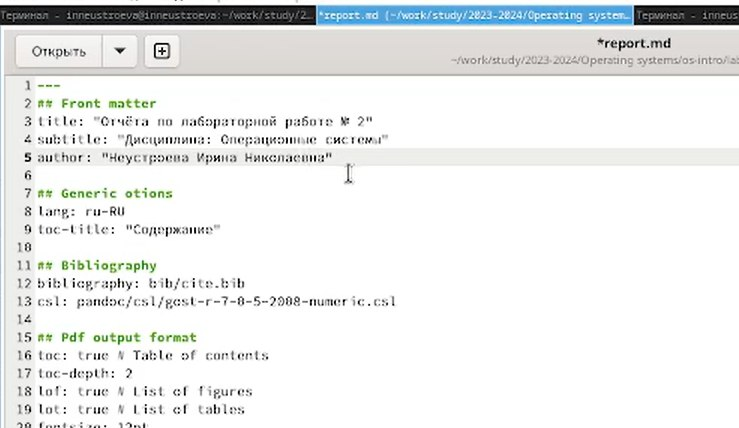 Терминал - inneustroeva@inneustroeva:~/work/study/2...
*report.md (~/work/study/2023-2024/Operating system...
Терминал - inneus
Открыть
*report.md
~/work/study/2023-2024/Operating systems/os-intro/lab
1 ---
2 ## Front matter
3 title: "Отчёта по лабораторной работе № 2"
4 subtitle: "Дисциплина: Операционные системы"
5 author: "Неустроева Ирина Николаевна"
6
7 ## Generic otions
8 lang: ru-RU
9 toc-title: "Содержание"
10
11 ## Bibliography
12 bibliography: bib/cite.bib
13 csl: pandoc/csl/gost-r-7-0-5-2008-numeric.csl
14
15 ## Pdf output format
16 toc: true # Table of contents
17 toc-depth: 2
18 lof: true # List of figures
19 lot: true # List of tables
20 fontsize: 12pt